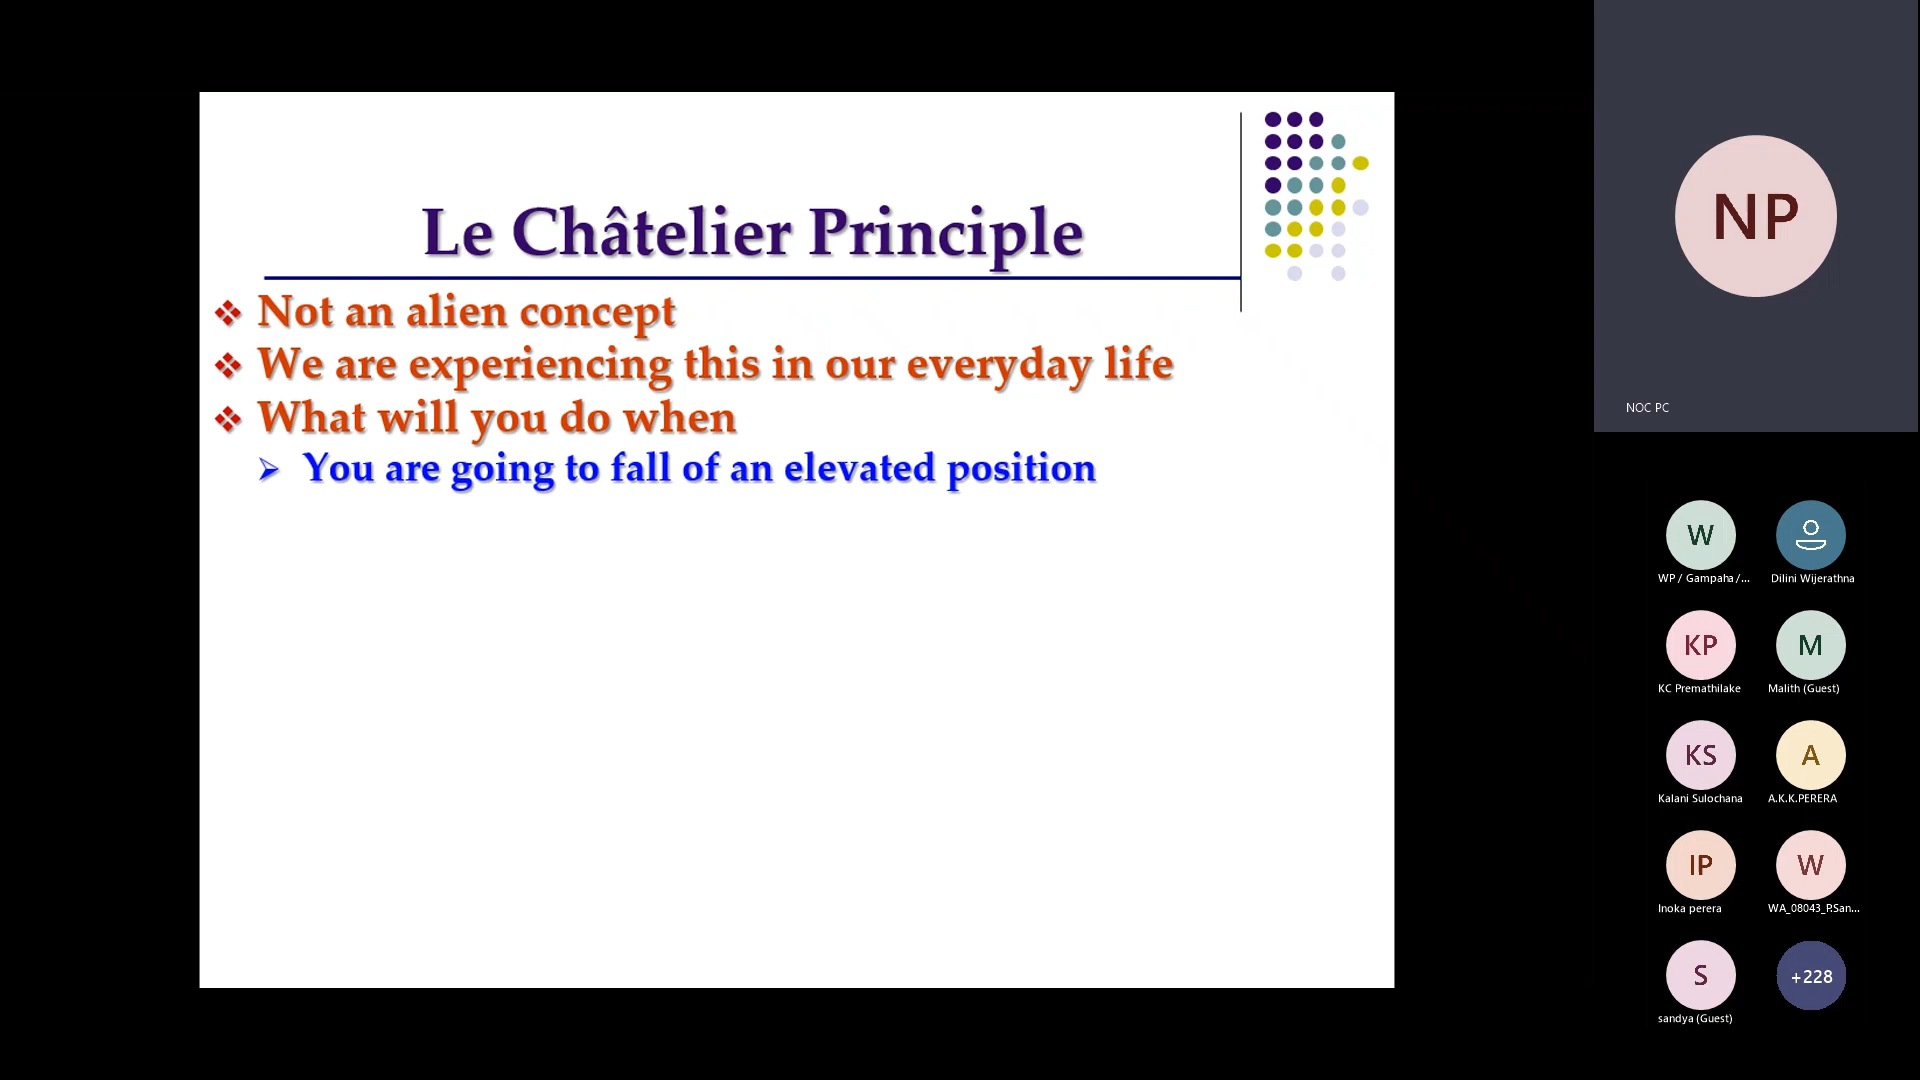 Le Châtelier Principle
Not an alien concept
We are experiencing this in our everyday life
What will you do when
You are going to fall of an elevated position
NP
NOC PC
W
WP / Gampaha /...
Dilini Wijerathna
KP
KC Premathilake
M
Malith (Guest)
KS
Kalani Sulochana
A
A.K.K.PERERA
IP
Inoka perera
W
WA_08043_P.San...
S
sandya (Guest)
+228